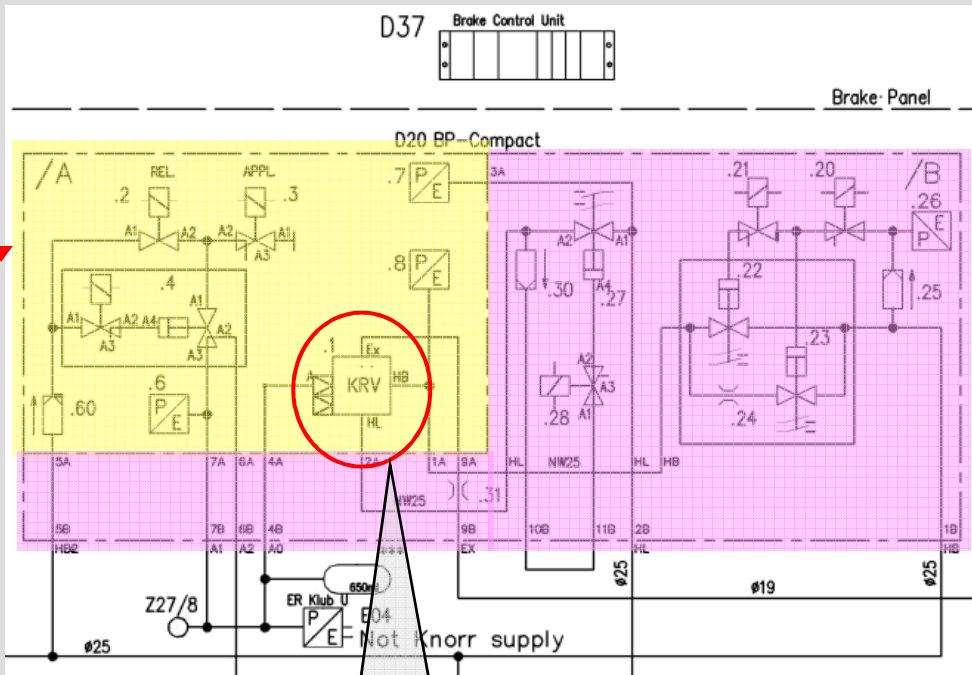 D37 Brake Control Unit
Brake-Panel
D20 BP-Compact
/A REL. APPL. .7 P E 3A .21 .20 /B
.2 .3 .26
A1 A2 A1 A3 A2 A1 P E
.8 P E
.4 .30 A4 .27 .22 .25
A1 A1 A2 A4 A2
A3 A3 .23
.1 Ex
A KRV HB A2
.6 A3
.60 P E HL .28 A1 .24
5A 7A 6A 4A 2A 1A 9A HL NW25 HL HB
NW25 .31
5B 7B 6B 4B 9B 10B 11B 2B 1B
HB2 A1 A2 A0 *** EX HL HB
650ml ø25 ø25
Z27/8 ER Klub U ø19
P E E04
Not Knorr supply
ø25